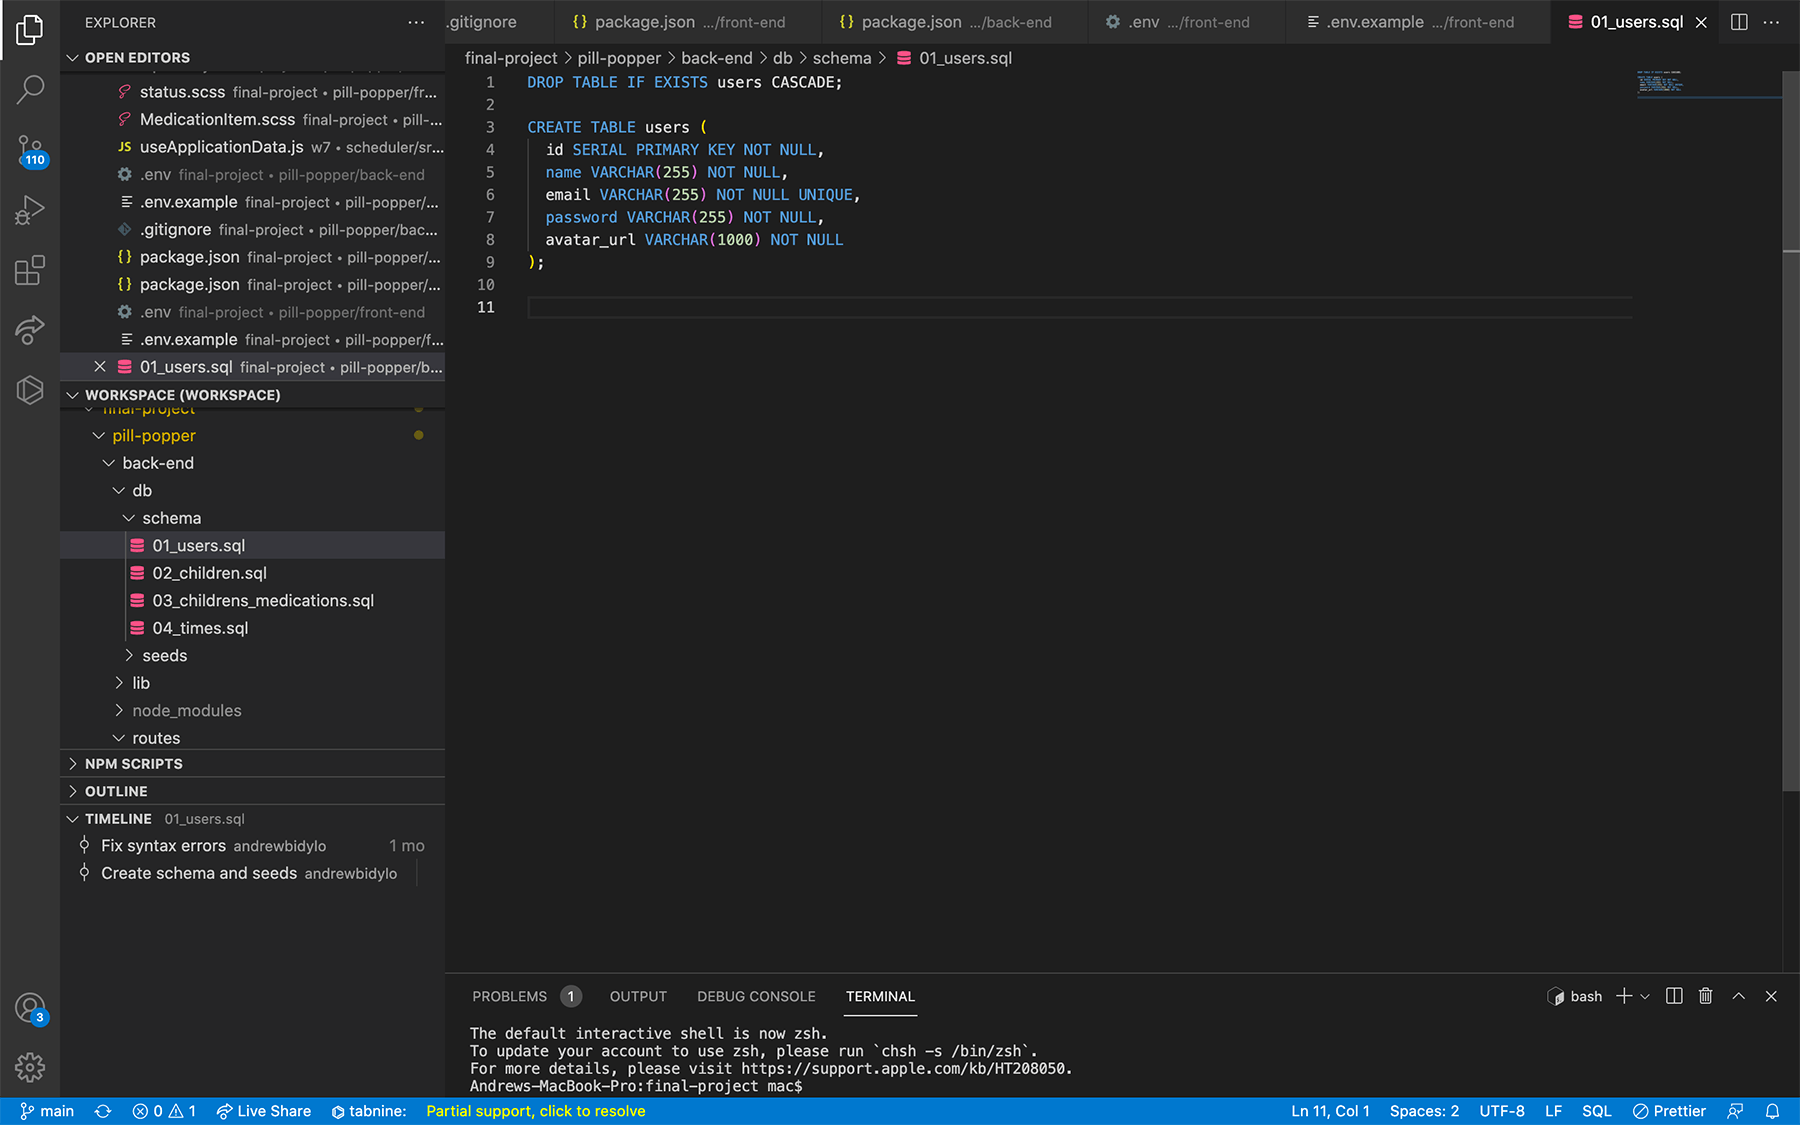 EXPLORER ...
OPEN EDITORS
status.scss final-project • pill-popper/fr...
MedicationItem.scss final-project • pill-...
JS useApplicationData.js w7 • scheduler/sr...
.env final-project • pill-popper/back-end
.env.example final-project • pill-popper/...
.gitignore final-project • pill-popper/bac...
{} package.json final-project • pill-popper/...
{} package.json final-project • pill-popper/...
.env final-project • pill-popper/front-end
.env.example final-project • pill-popper/f...
01_users.sql final-project • pill-popper/b...
110
WORKSPACE (WORKSPACE)
final-project
pill-popper
back-end
db
schema
01_users.sql
02_children.sql
03_childrens_medications.sql
04_times.sql
seeds
lib
node_modules
routes
NPM SCRIPTS
OUTLINE
TIMELINE 01_users.sql
Fix syntax errors andrewbidylo 1 mo
Create schema and seeds andrewbidylo
3
.gitignore {} package.json .../front-end {} package.json .../back-end .env .../front-end .env.example .../front-end 01_users.sql
final-project > pill-popper > back-end > db > schema > 01_users.sql
1 DROP TABLE IF EXISTS users CASCADE;
2
3 CREATE TABLE users (
4 id SERIAL PRIMARY KEY NOT NULL,
5 name VARCHAR(255) NOT NULL,
6 email VARCHAR(255) NOT NULL UNIQUE,
7 password VARCHAR(255) NOT NULL,
8 avatar_url VARCHAR(1000) NOT NULL
9 );
10
11
PROBLEMS 1 OUTPUT DEBUG CONSOLE TERMINAL bash
The default interactive shell is now zsh.
To update your account to use zsh, please run `chsh -s /bin/zsh`.
For more details, please visit https://support.apple.com/kb/HT208050.
Andrews-MacBook-Pro:final-project mac$
main 0 1 Live Share tabnine: Partial support, click to resolve Ln 11, Col 1 Spaces: 2 UTF-8 LF SQL Prettier